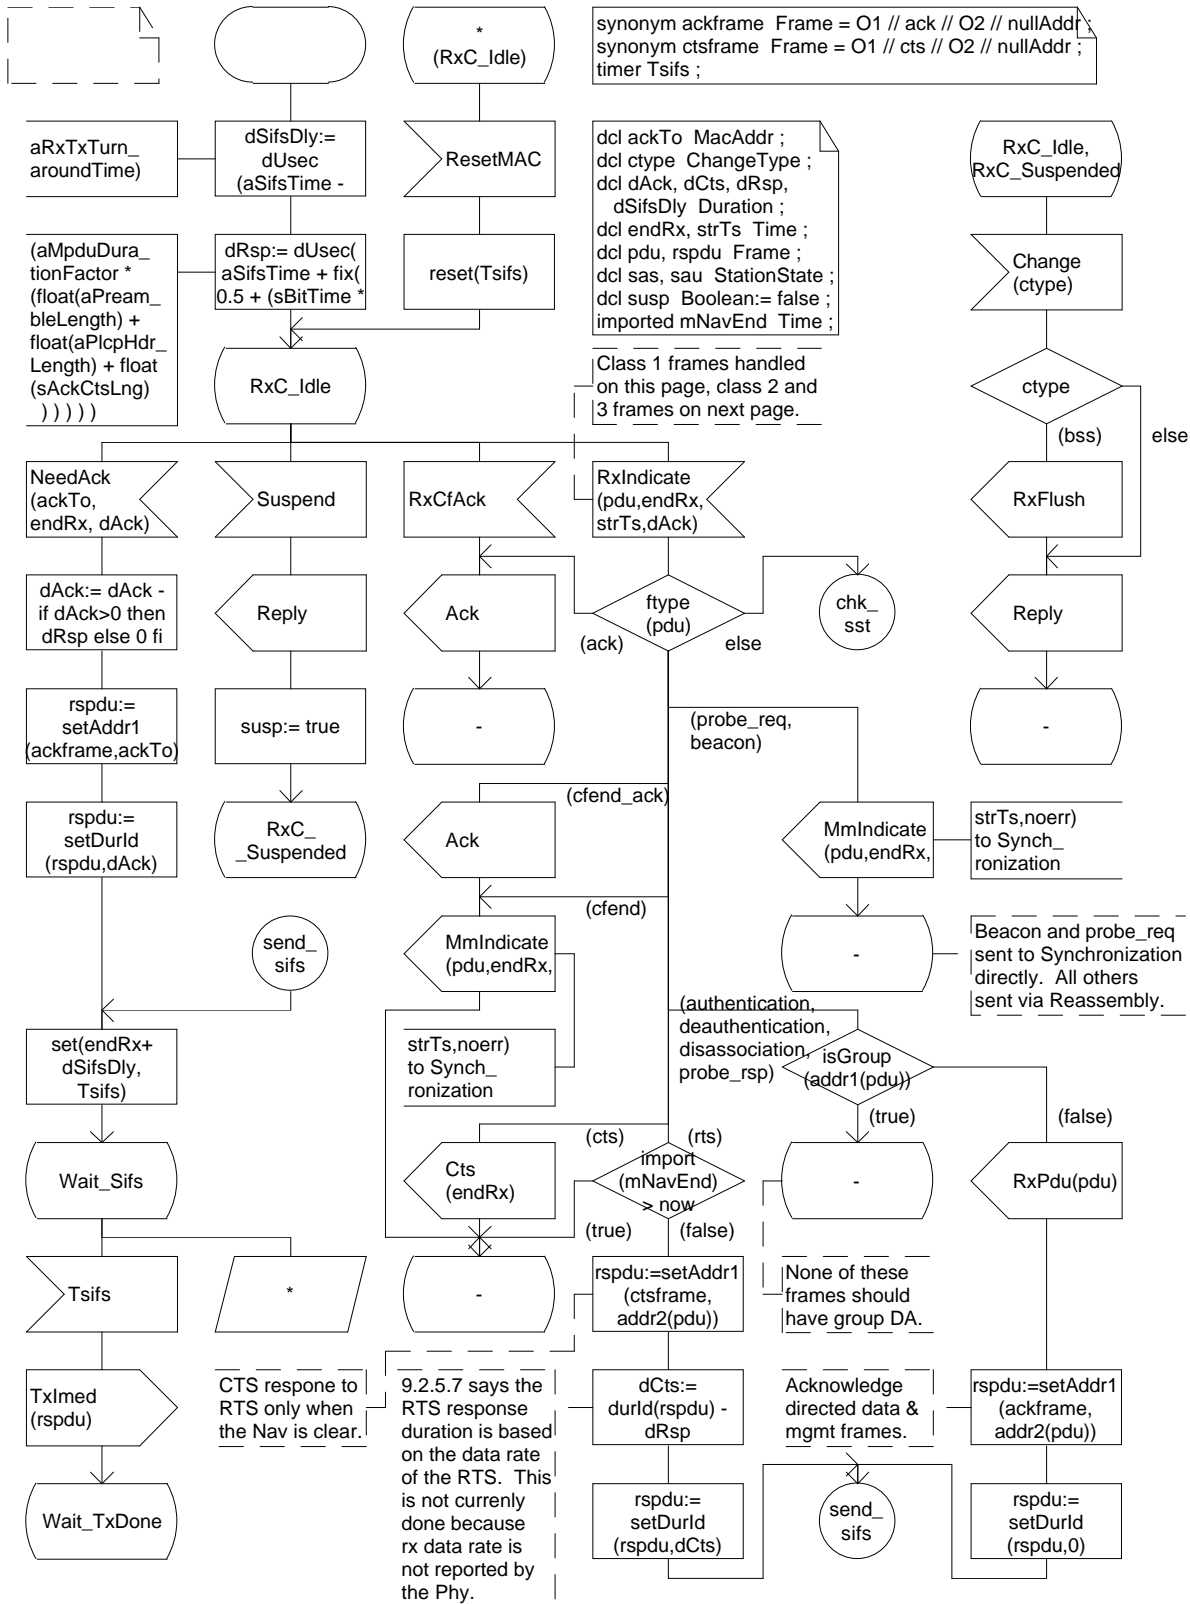 *
(RxC_Idle)
synonym ackframe Frame = O1 // ack // O2 // nullAddr ;
synonym ctsframe Frame = O1 // cts // O2 // nullAddr ;
timer Tsifs ;
aRxTxTurn_
aroundTime)
dSifsDly:=
dUsec
(aSifsTime -
ResetMAC
dcl ackTo MacAddr ;
dcl ctype ChangeType ;
dcl dAck, dCts, dRsp,
dSifsDly Duration ;
dcl endRx, strTs Time ;
dcl pdu, rspdu Frame ;
dcl sas, sau StationState ;
dcl susp Boolean:= false ;
imported mNavEnd Time ;
RxC_Idle,
RxC_Suspended
(aMpduDura_
tionFactor *
(float(aPream_
bleLength) +
float(aPlcpHdr_
Length) + float
(sAckCtsLng)
) ) ) ) )
dRsp:= dUsec(
aSifsTime + fix(
0.5 + (sBitTime *
reset(Tsifs)
Change
(ctype)
RxC_Idle
Class 1 frames handled
on this page, class 2 and
3 frames on next page.
ctype
(bss)
else
NeedAck
(ackTo,
endRx, dAck)
Suspend
RxCfAck
RxIndicate
(pdu,endRx,
strTs,dAck)
RxFlush
dAck:= dAck -
if dAck>0 then
dRsp else 0 fi
Reply
Ack
ftype
(pdu)
(ack)
else
chk_
sst
Reply
rspdu:=
setAddr1
(ackframe,ackTo)
susp:= true
-
(probe_req,
beacon)
-
(cfend_ack)
rspdu:=
setDurId
(rspdu,dAck)
RxC_
_Suspended
Ack
MmIndicate
(pdu,endRx,
strTs,noerr)
to Synch_
ronization
(cfend)
send_
sifs
MmIndicate
(pdu,endRx,
-
Beacon and probe_req
sent to Synchronization
directly. All others
sent via Reassembly.
(authentication,
deauthentication,
disassociation,
probe_rsp)
set(endRx+
dSifsDly,
Tsifs)
strTs,noerr)
to Synch_
ronization
isGroup
(addr1(pdu))
(true)
(false)
(cts)
(rts)
Wait_Sifs
Cts
(endRx)
import
(mNavEnd)
> now
-
RxPdu(pdu)
(true)
(false)
Tsifs
*
-
rspdu:=setAddr1
(ctsframe,
addr2(pdu))
None of these
frames should
have group DA.
TxImed
(rspdu)
CTS respone to
RTS only when
the Nav is clear.
9.2.5.7 says the
RTS response
duration is based
on the data rate
of the RTS. This
is not currenly
done because
rx data rate is
not reported by
the Phy.
dCts:=
durId(rspdu) -
dRsp
Acknowledge
directed data &
mgmt frames.
rspdu:=setAddr1
(ackframe,
addr2(pdu))
Wait_TxDone
rspdu:=
setDurId
(rspdu,dCts)
send_
sifs
rspdu:=
setDurId
(rspdu,0)